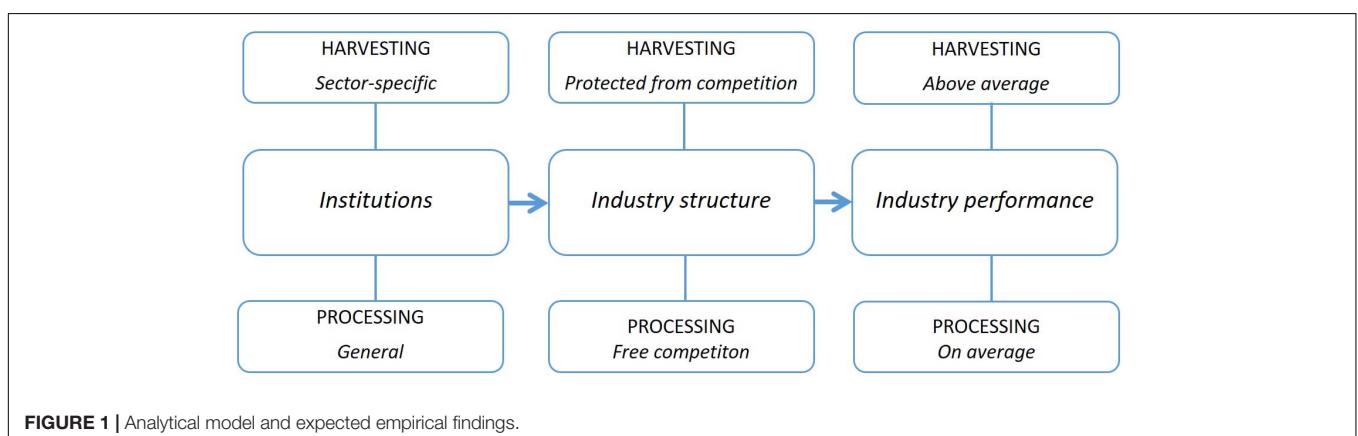 HARVESTING
Sector-specific
HARVESTING
Protected from competition
HARVESTING
Above average
Institutions
Industry structure
Industry performance
PROCESSING
General
PROCESSING
Free competiton
PROCESSING
On average
FIGURE 1 | Analytical model and expected empirical findings.